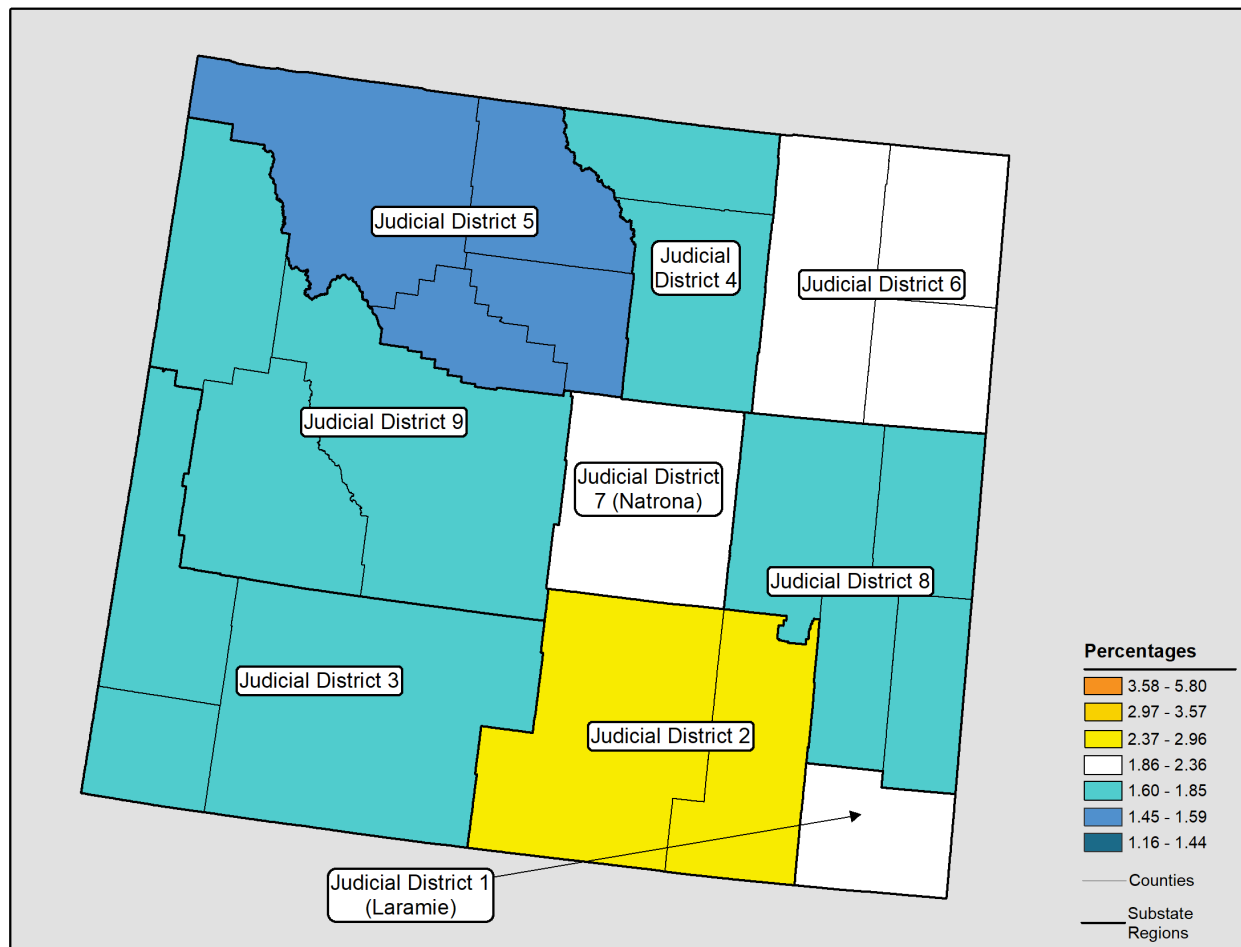 Judicial District 5
Judicial
District 4
Judicial District 6
Judicial District 9
Judicial District
7 (Natrona)
Judicial District 8
Judicial District 3
Judicial District 2
Judicial District 1
(Laramie)
Percentages
3.58 - 5.80
2.97 - 3.57
2.37 - 2.96
1.86 - 2.36
1.60 - 1.85
1.45 - 1.59
1.16 - 1.44
Counties
Substate
Regions